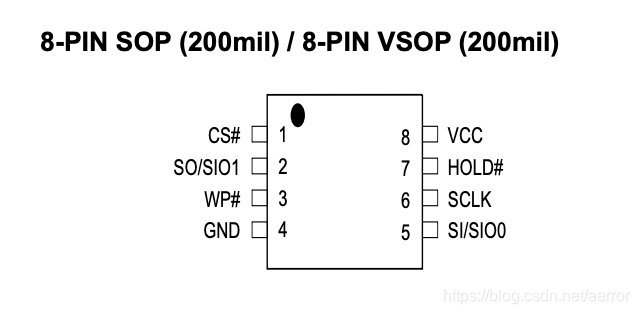 8-PIN SOP (200mil) / 8-PIN VSOP (200mil)
CS# 1 8 VCC
SO/SIO1 2 7 HOLD#
WP# 3 6 SCLK
GND 4 5 SI/SIO0
https://blog.csdn.net/aerror